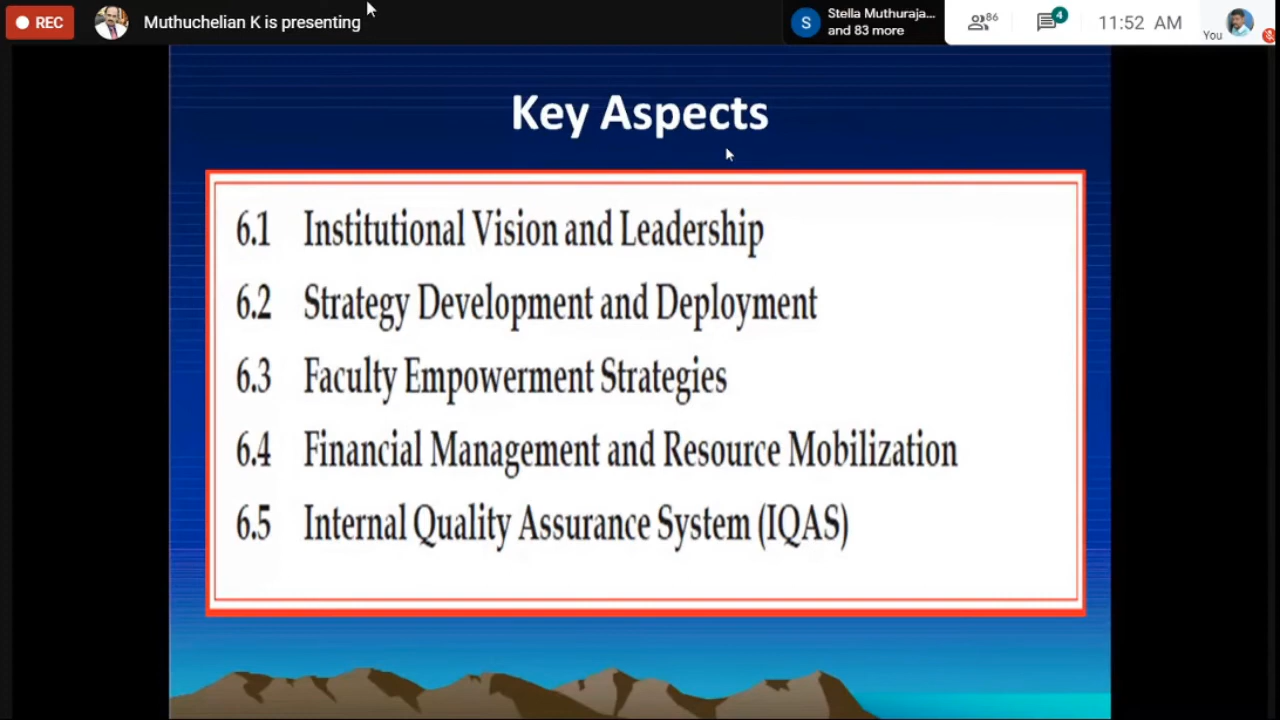 REC
Muthuchelian K is presenting
S
Stella Muthuraja...
and 83 more
86
4
11:52 AM
You
Key Aspects
6.1 Institutional Vision and Leadership
6.2 Strategy Development and Deployment
6.3 Faculty Empowerment Strategies
6.4 Financial Management and Resource Mobilization
6.5 Internal Quality Assurance System (IQAS)